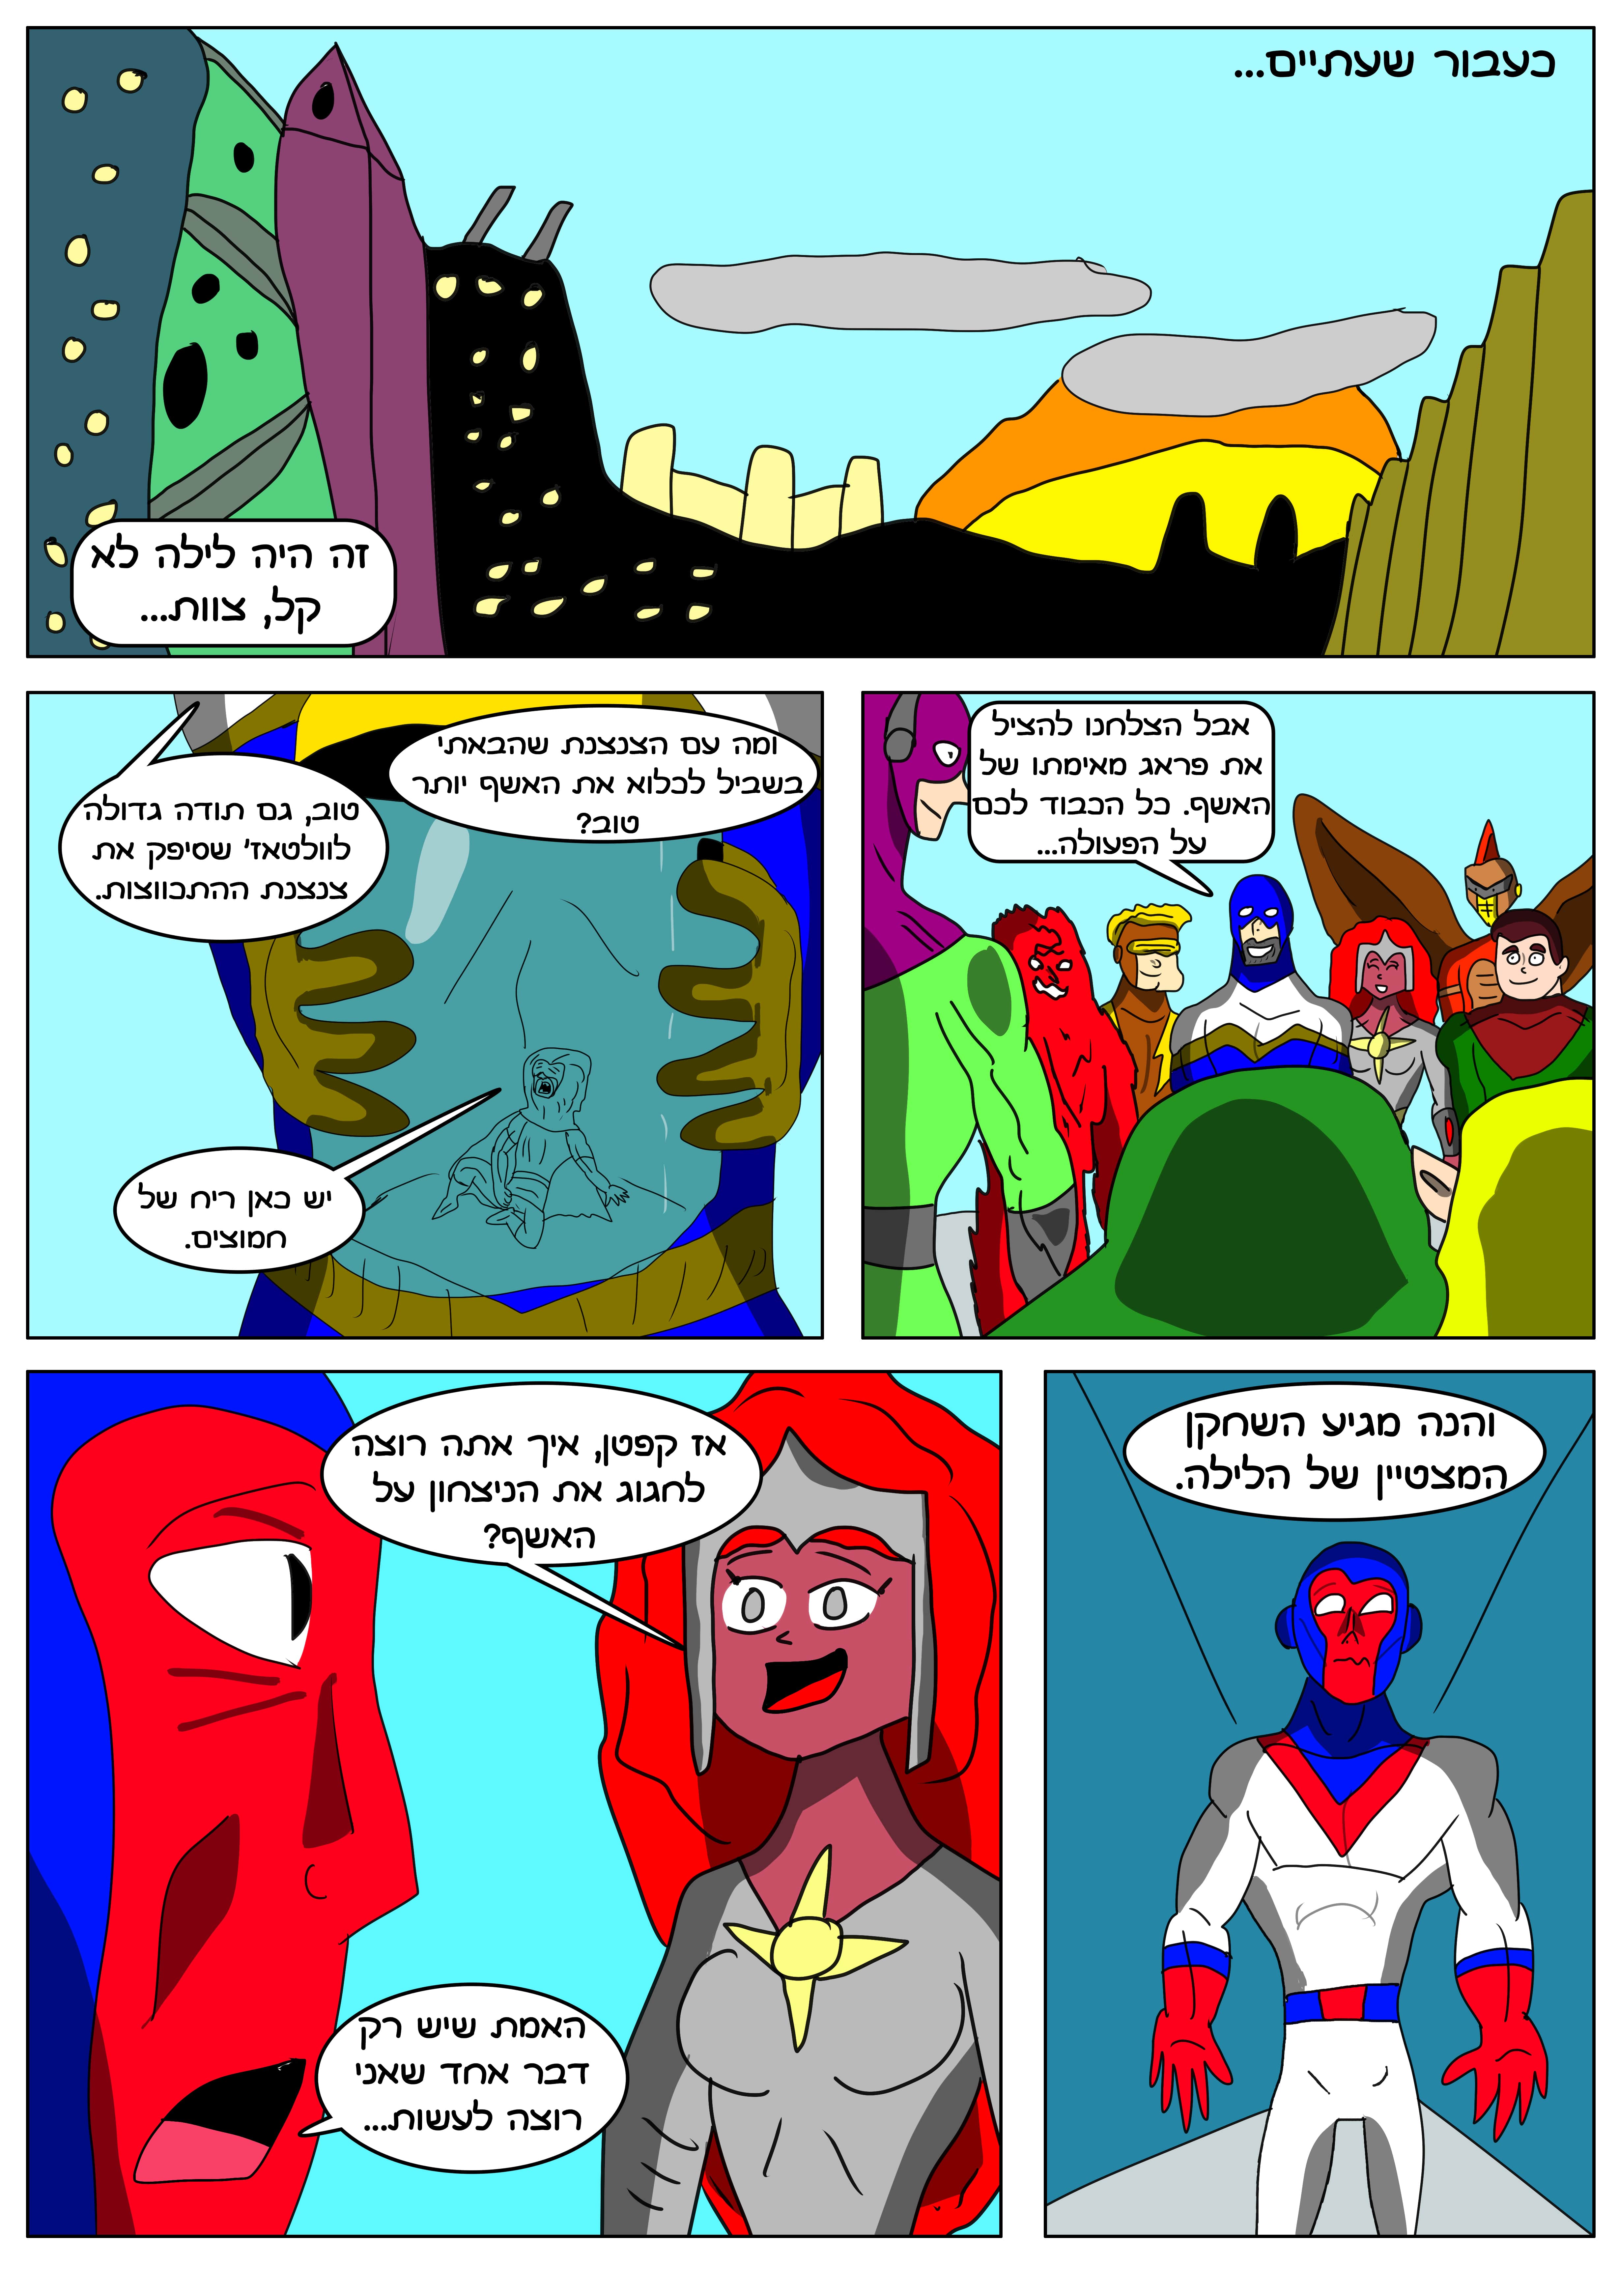 כעבור שעתיים...
זה היה לילה לא
קל, צוות...
אבל הצלחנו להציל
את פראג מאימתו של
האשף. כל הכבוד לכם
על הפעולה...
ומה עם הצנצנת שהבאתי
בשביל לכלוא את האשף יותר
טוב?
טוב, גם תודה גדולה
לוולטאז' שסיפק את
צנצנת ההתכווצות.
יש כאן ריח של
חמוצים.
והנה מגיע השחקן
המצטיין של הלילה.
אז קפטן, איך אתה רוצה
לחגוג את הניצחון על
האשף?
האמת שיש רק
דבר אחד שאני
רוצה לעשות...